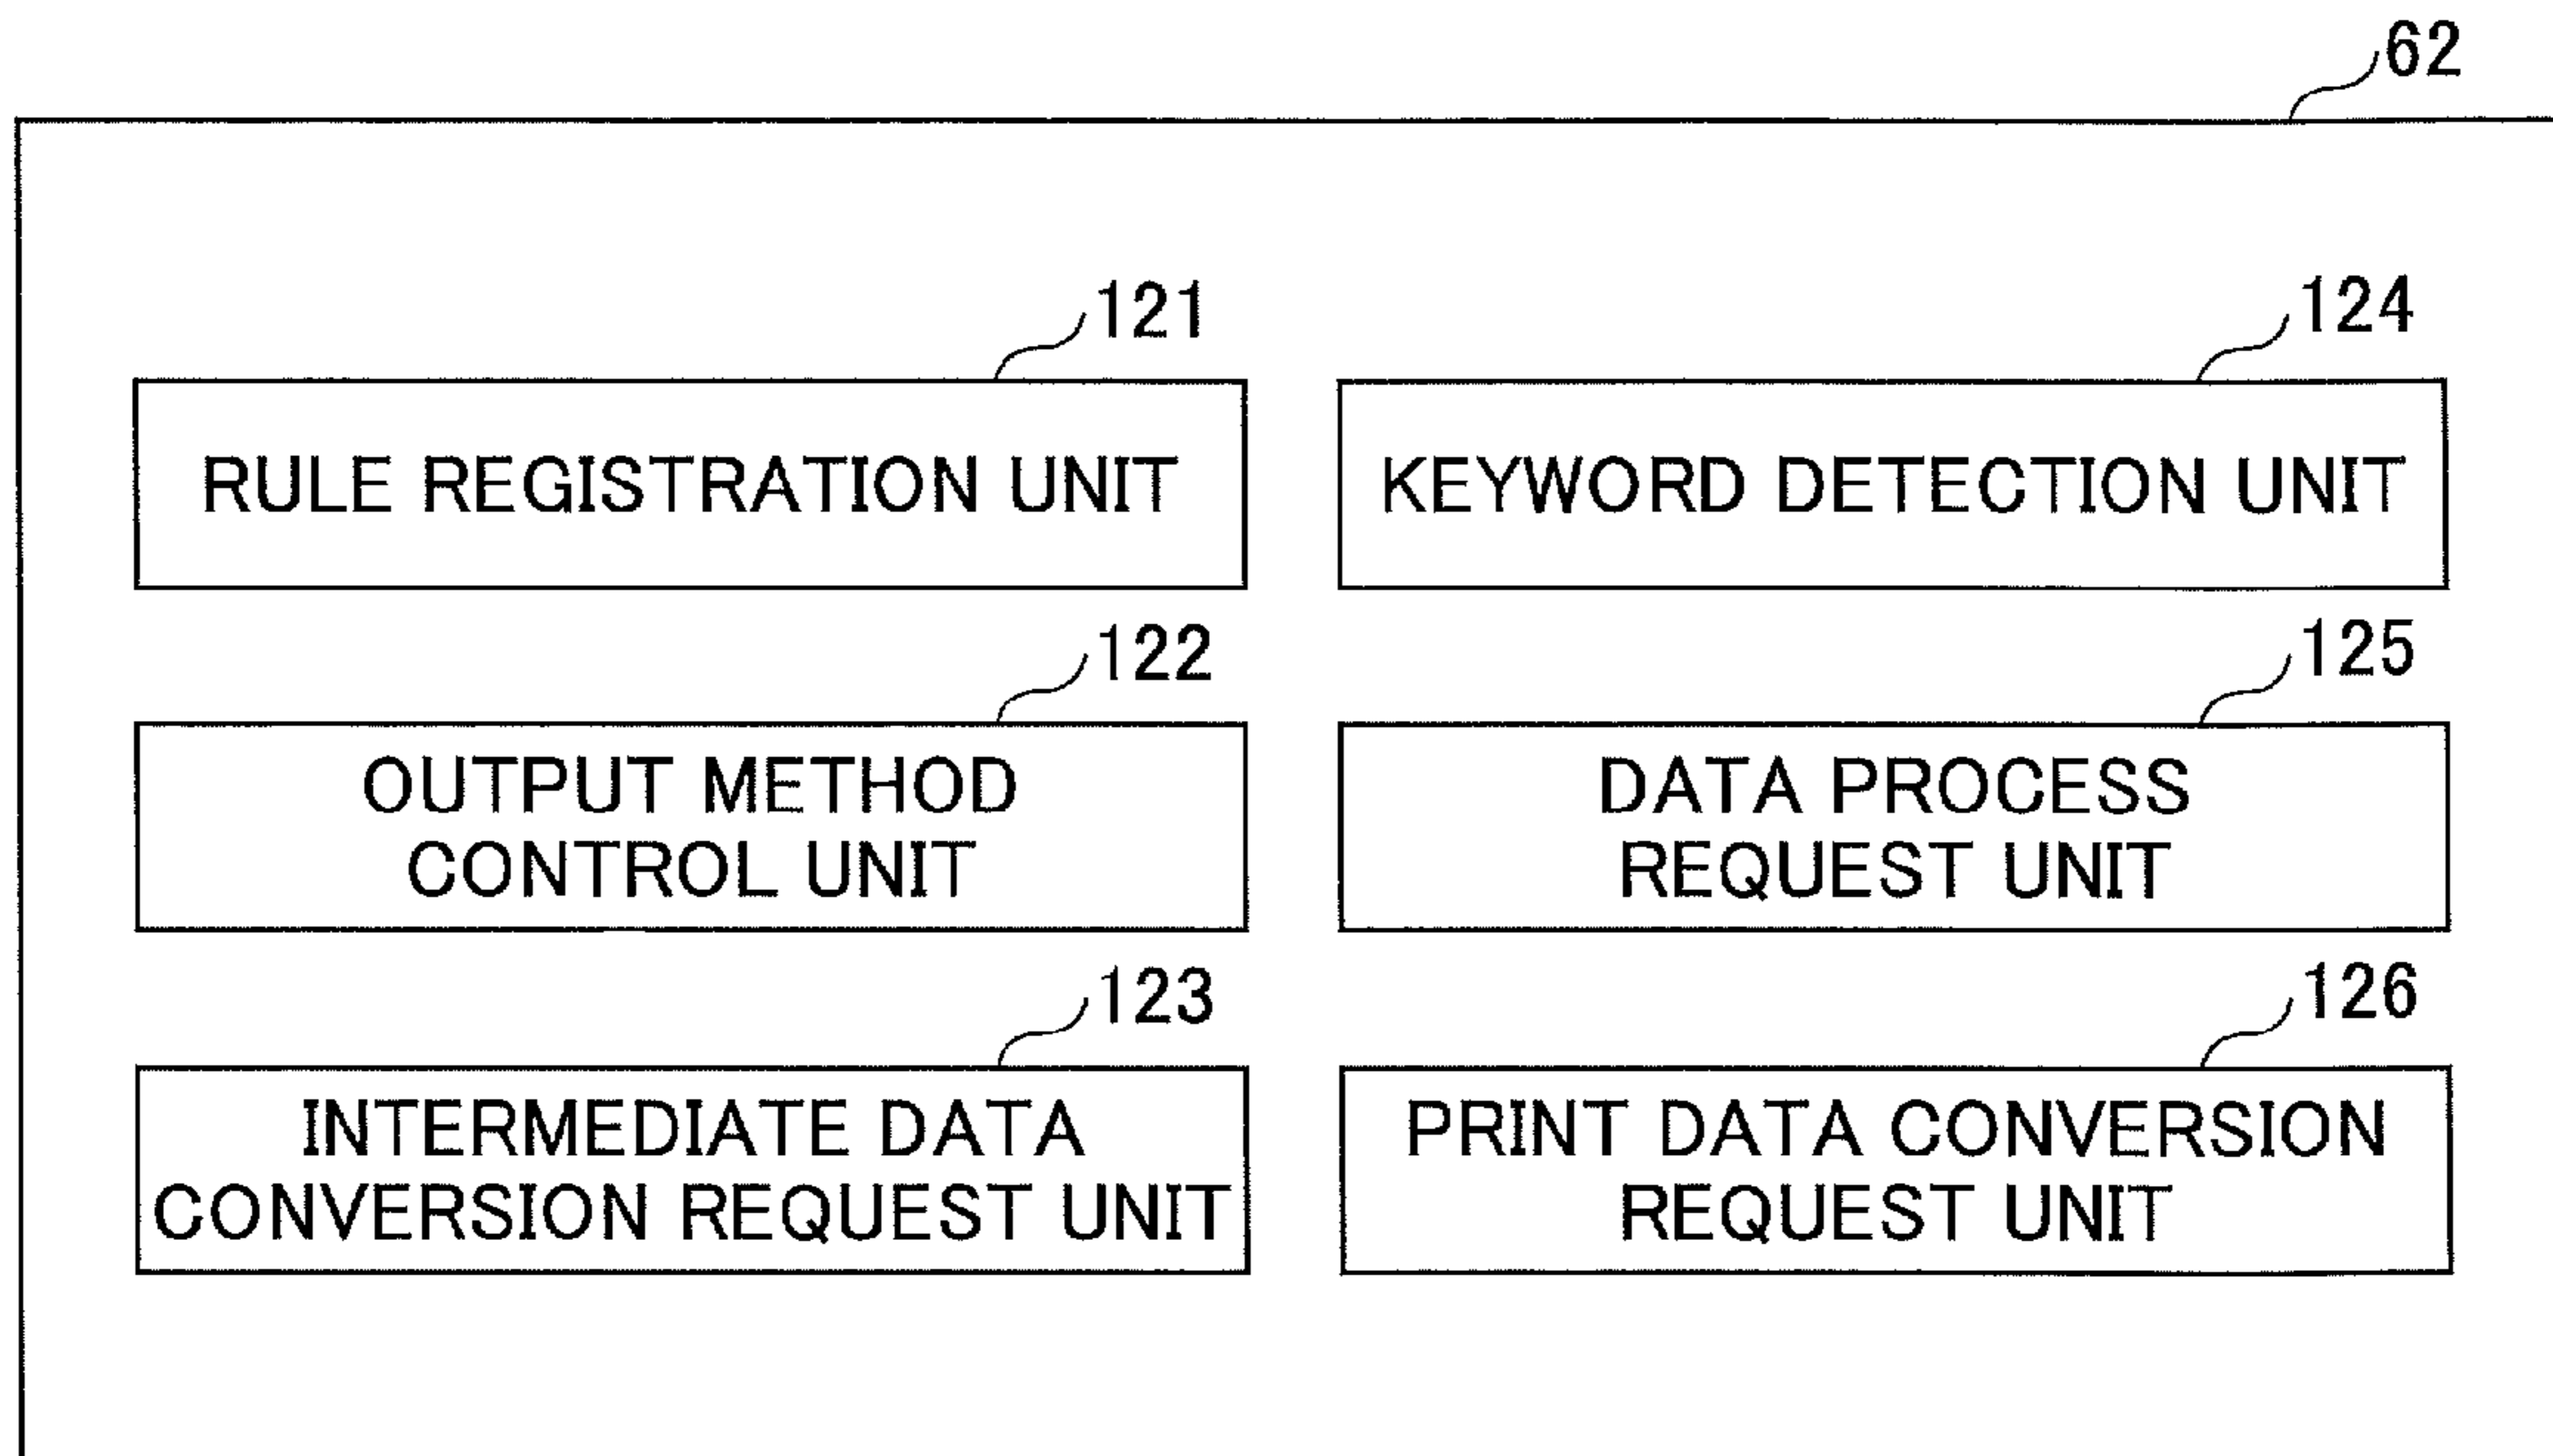 62
121
RULE REGISTRATION UNIT
124
KEYWORD DETECTION UNIT
122
OUTPUT METHOD
CONTROL UNIT
125
DATA PROCESS
REQUEST UNIT
123
INTERMEDIATE DATA
CONVERSION REQUEST UNIT
126
PRINT DATA CONVERSION
REQUEST UNIT